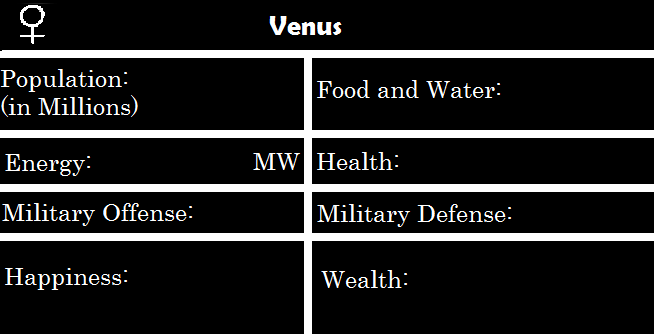 Venus
Population:
(in Millions)
Food and Water:
Energy: MW
Health:
Military Offense:
Military Defense:
Happiness:
Wealth: